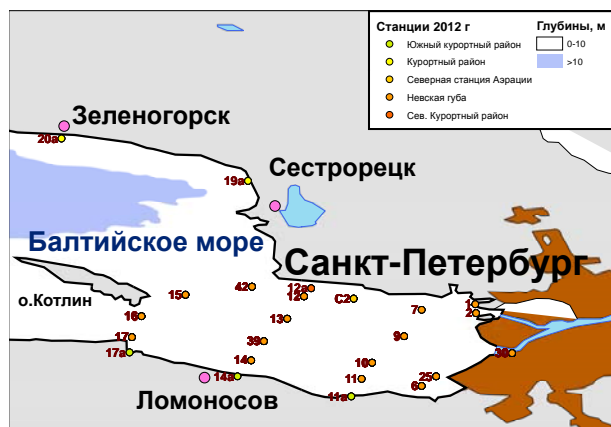 Станции 2012 г
Южный курортный район
Курортный район
Северная станция Аэрации
Невская губа
Сев. Курортный район
Глубины, м
0-10
>10
Зеленогорск
20а
19а
Сестрорецк
Балтийское море
Санкт-Петербург
о.Котлин
42
15
12а
12
С2
1
2
7
16
13
17
39
9
17а
14
10
30
14а
11
25
6
11а
Ломоносов